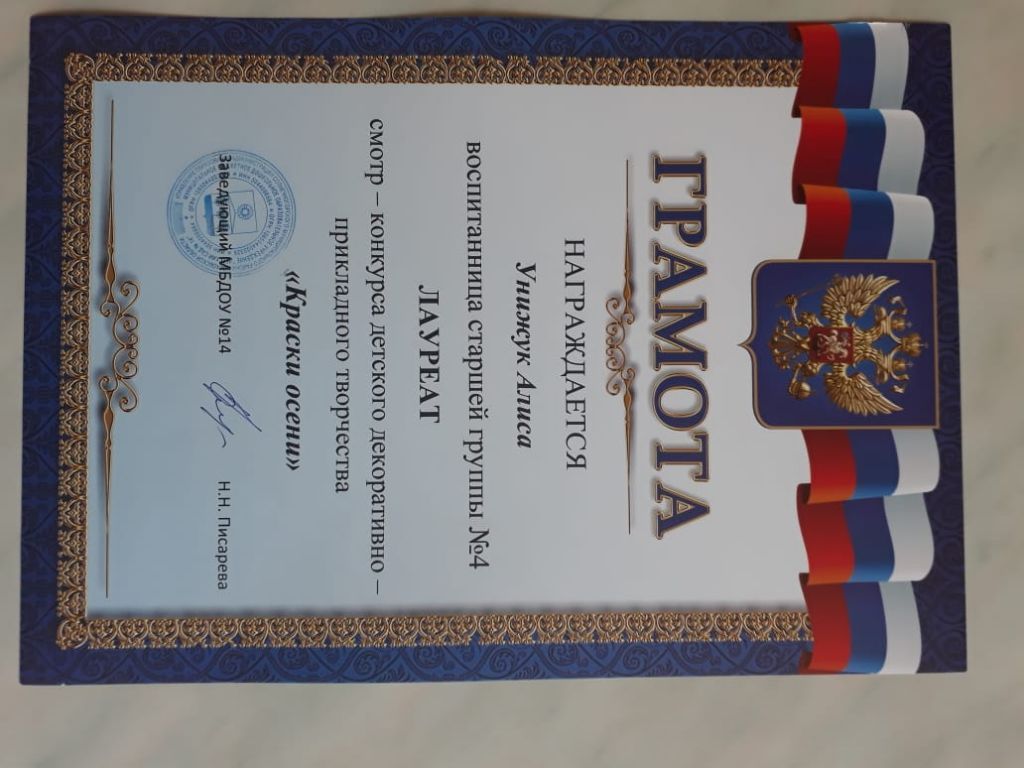 ГРАМОТА
НАГРАЖДАЕТСЯ
Унижук Алиса
воспитанница старшей группы №4
ЛАУРЕАТ
смотр – конкурса детского декоративно –
прикладного творчества
«Краски осени»
Заведующий МБДОУ №14 Н.Н. Писарева